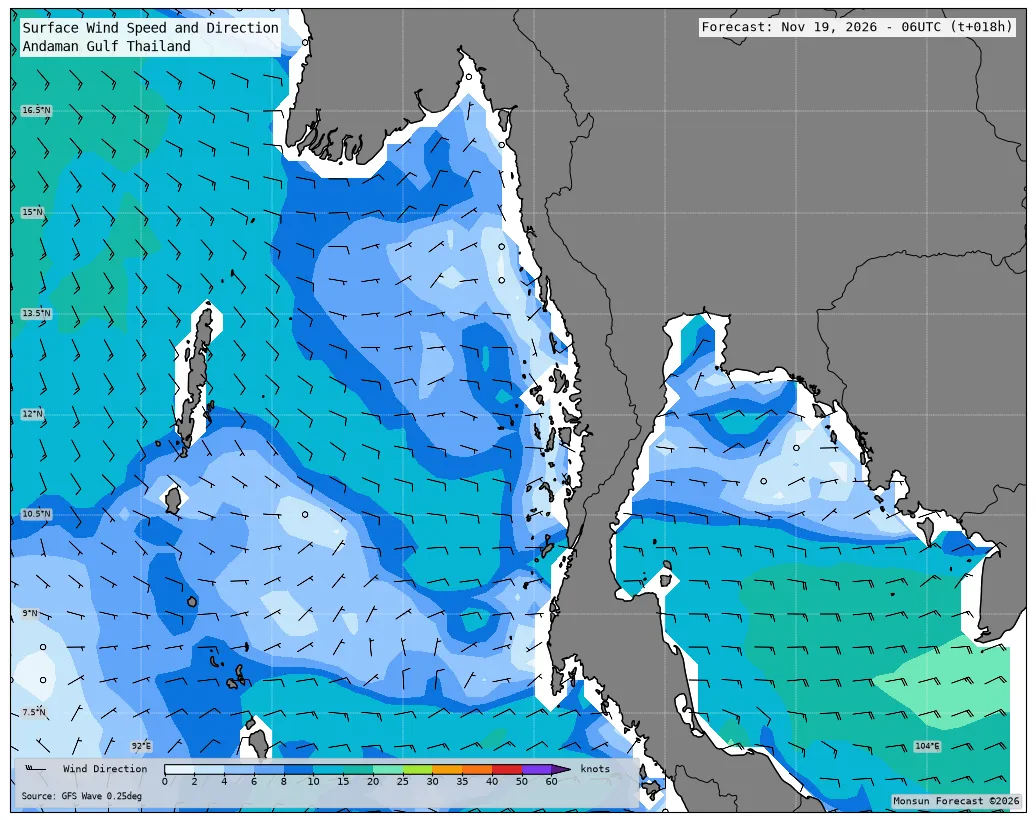 Surface Wind Speed and Direction
Andaman Gulf Thailand
Forecast: Nov 19, 2026 - 06UTC (t+018h)
16.5°N
15°N
13.5°N
12°N
10.5°N
9°N
7.5°N
92°E
104°E
Wind Direction
0 2 4 6 8 10 15 20 25 30 35 40 50 60 knots
Source: GFS Wave 0.25deg
Monsun Forecast ©2026